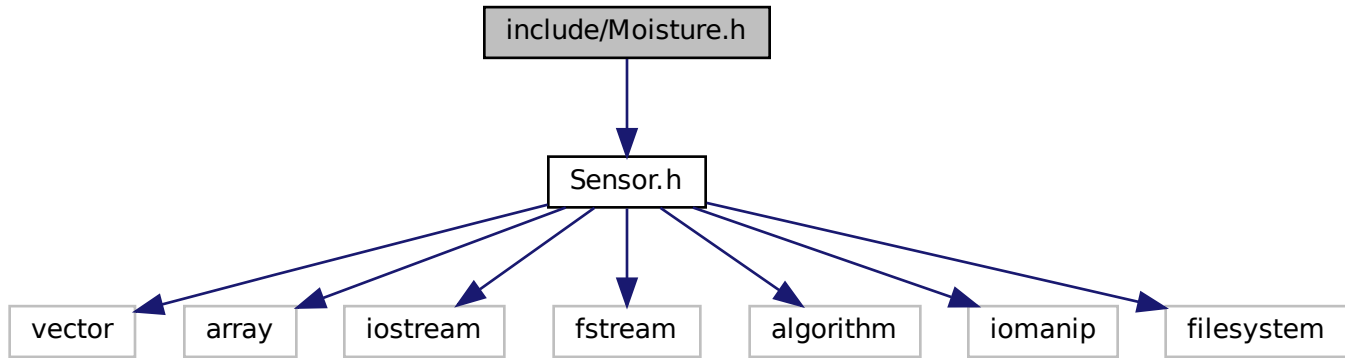 include/Moisture.h
Sensor.h
vector
array
iostream
fstream
algorithm
iomanip
filesystem